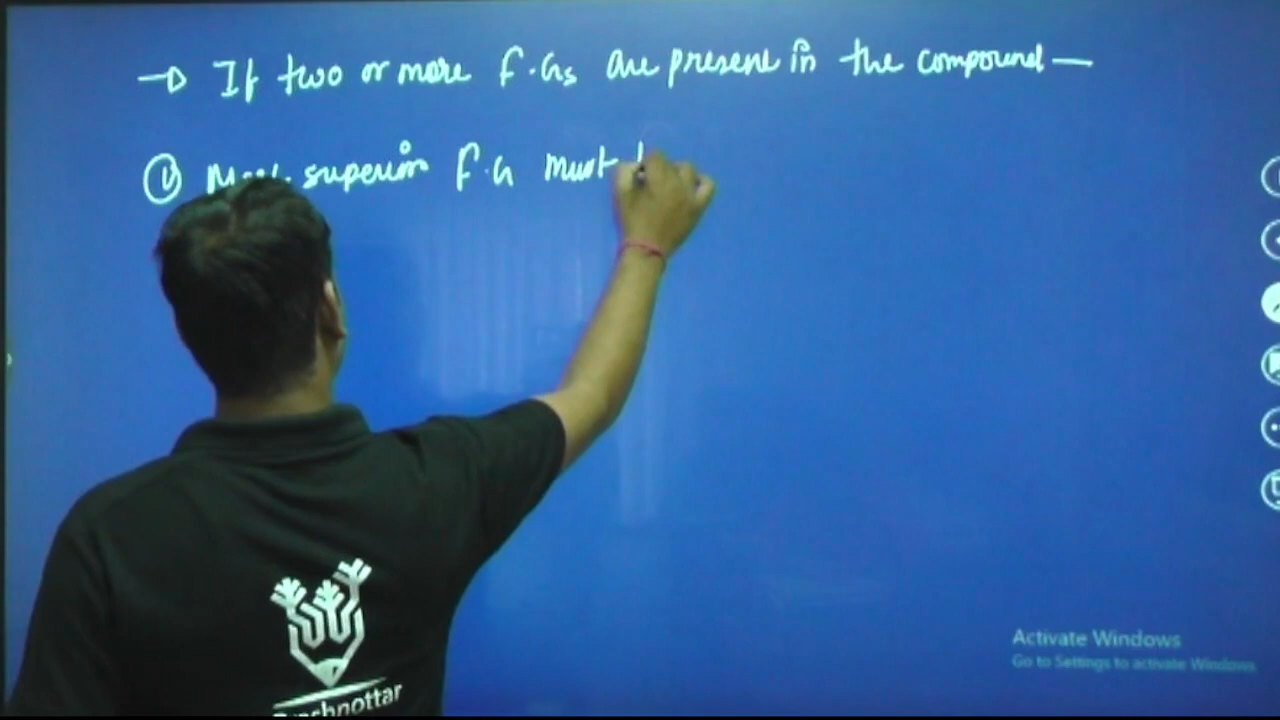 → If two or more F.Gs are present in the compound —
① superior F.G must
Activate Windows
Go to Settings to activate Windows.